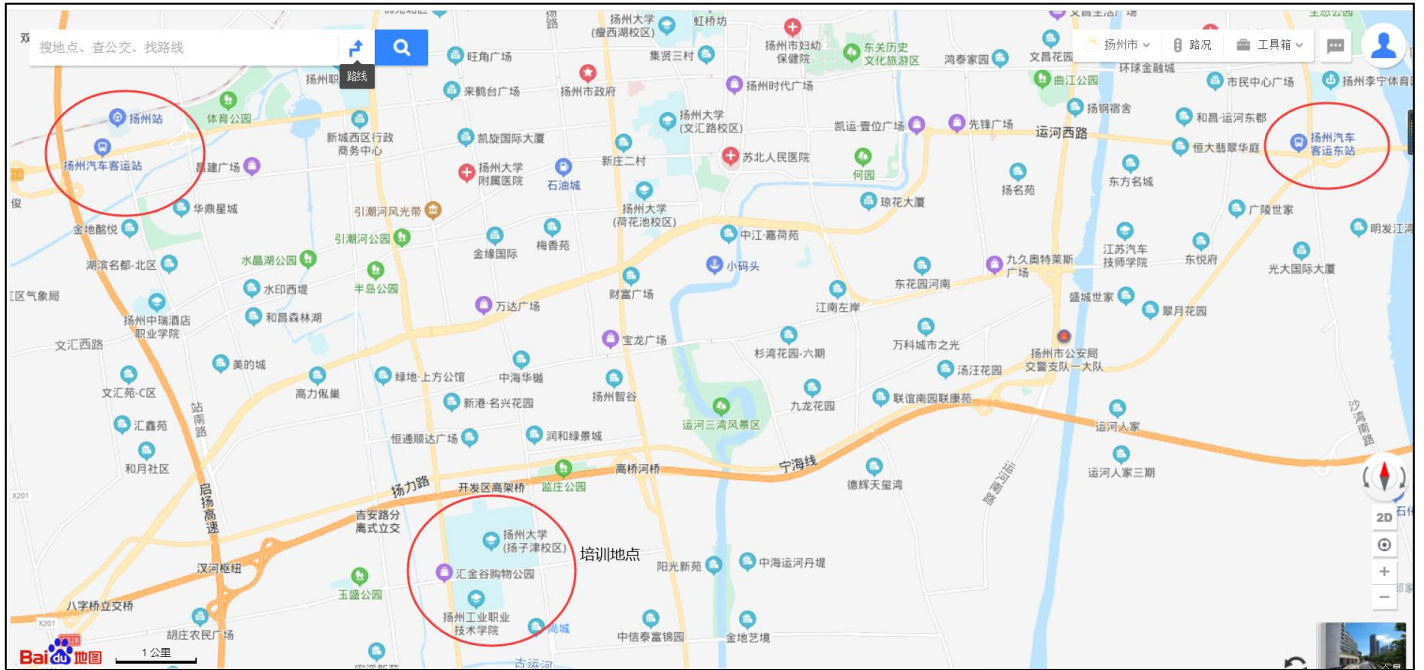 扬州大学
(瘦西湖校区)
虹桥坊
搜地点、查公交、找路线
路线
旺角广场
集贤三村
扬州市妇幼
保健院
东关历史
文化旅游区
鸿泰家园
文昌花园
扬州市
路况
工具箱
环球金融城
曲江公园
市民中心广场
扬州李宁体育
来鹤台广场
扬州市政府
扬州时代广场
扬州站
体育公园
扬州汽车客运站
昌建广场
新城西区行政
商务中心
凯旋国际大厦
扬州大学
(文汇路校区)
凯运·壹位广场
先锋广场
运河西路
扬钢宿舍
和昌·运河东郡
恒大翡翠华庭
扬州汽车
客运东站
扬州大学
附属医院
石油城
新庄二村
苏北人民医院
何园
扬名苑
东方名城
华鼎星城
金地酩悦
引潮河风光带
引潮河公园
扬州大学
(荷花池校区)
琼花大厦
广陵世家
明发江湾
湖滨名都-北区
水晶湖公园
半岛公园
金缘国际
梅香苑
中江·嘉荷苑
小码头
九久奥特莱斯
广场
江苏汽车
技师学院
东悦府
光大国际大厦
区气象局
水印西堤
财富广场
东花园河南
扬州中瑞酒店
职业学院
和昌森林湖
万达广场
江南左岸
盛城世家
翠月花园
文汇西路
宝龙广场
杉湾花园-六期
万科城市之光
扬州市公安局
交警支队一大队
美的城
文汇苑-C区
高力俬巢
绿地·上方公馆
中海华樾
汤汪花园
扬州智谷
九龙花园
联谊南园联康苑
站南路
新港·名兴花园
汇鑫苑
恒通顺达广场
润和绿景城
运河三湾风景区
运河人家
沙湾南路
和月社区
高桥河桥
宁海线
运河人家三期
X201
启扬高速
扬力路
开发区高架桥
监庄公园
德辉天玺湾
运河南路
2D
吉安路分
离式立交
扬州大学
(扬子津校区)
培训地点
汊河枢纽
汇金谷购物公园
阳光新苑
中海运河丹堤
玉盛公园
八字桥立交桥
扬州工业职业
技术学院
X201
胡庄农民广场
尚城
中信泰富锦园
金地艺境
Bai du 地图
1公里
古运河